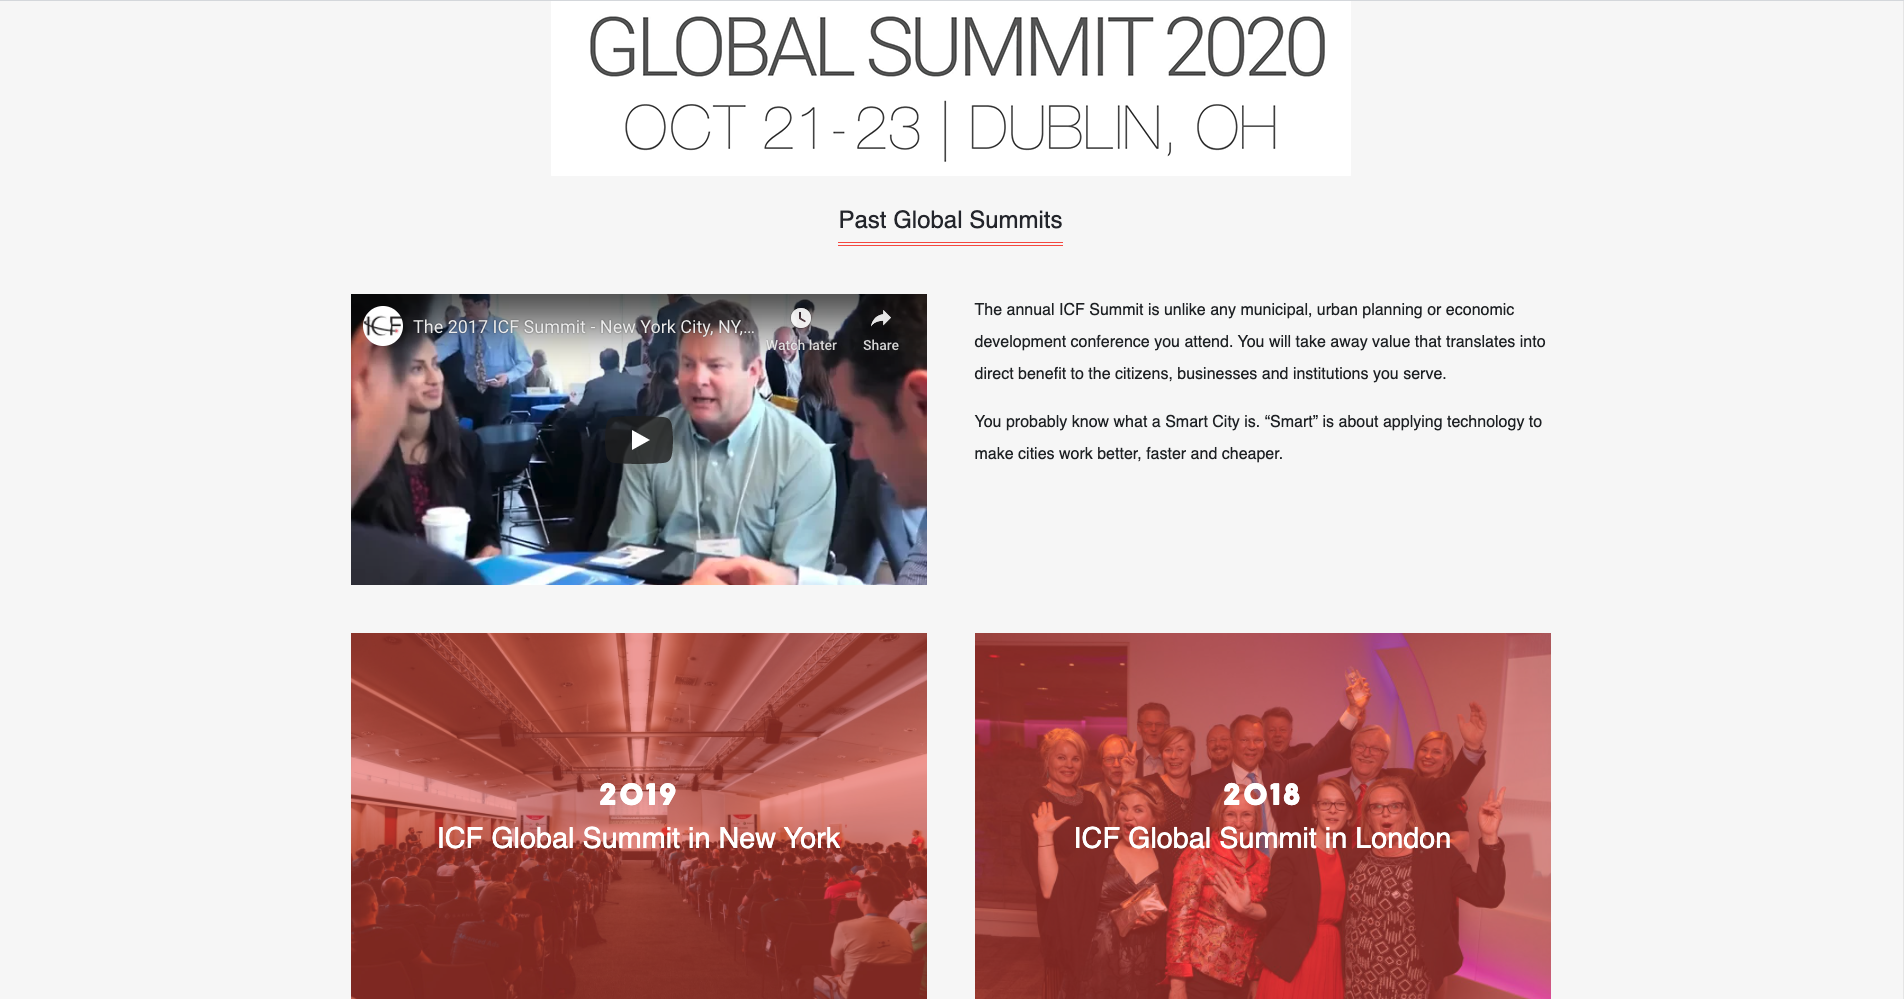 GLOBAL SUMMIT 2020
OCT 21-23 | DUBLIN, OH
Past Global Summits
ICF
The 2017 ICF Summit - New York City, NY,...
Watch later
Share
The annual ICF Summit is unlike any municipal, urban planning or economic
development conference you attend. You will take away value that translates into
direct benefit to the citizens, businesses and institutions you serve.
You probably know what a Smart City is. “Smart” is about applying technology to
make cities work better, faster and cheaper.
2019
ICF Global Summit in New York
2018
ICF Global Summit in London